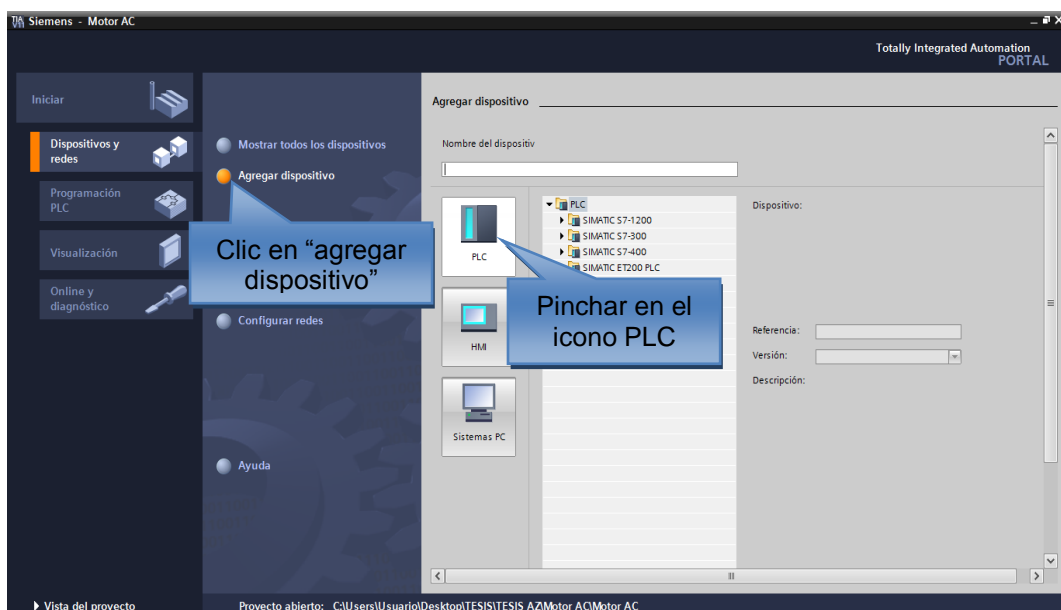 Siemens - Motor AC
Totally Integrated Automation
PORTAL
Iniciar
Dispositivos y
redes
Programación
PLC
Visualización
Online y
diagnóstico
Mostrar todos los dispositivos
Agregar dispositivo
Clic en “agregar
dispositivo”
Configurar redes
Ayuda
Agregar dispositivo
Nombre del dispositiv
PLC
HMI
Sistemas PC
PLC
SIMATIC S7-1200
SIMATIC S7-300
SIMATIC S7-400
SIMATIC ET200 PLC
Pinchar en el
icono PLC
Dispositivo:
Referencia:
Versión:
Descripción:
Vista del proyecto
Proyecto abierto: C:\Users\Usuario\Desktop\TESIS\TESIS AZ\Motor AC\Motor AC